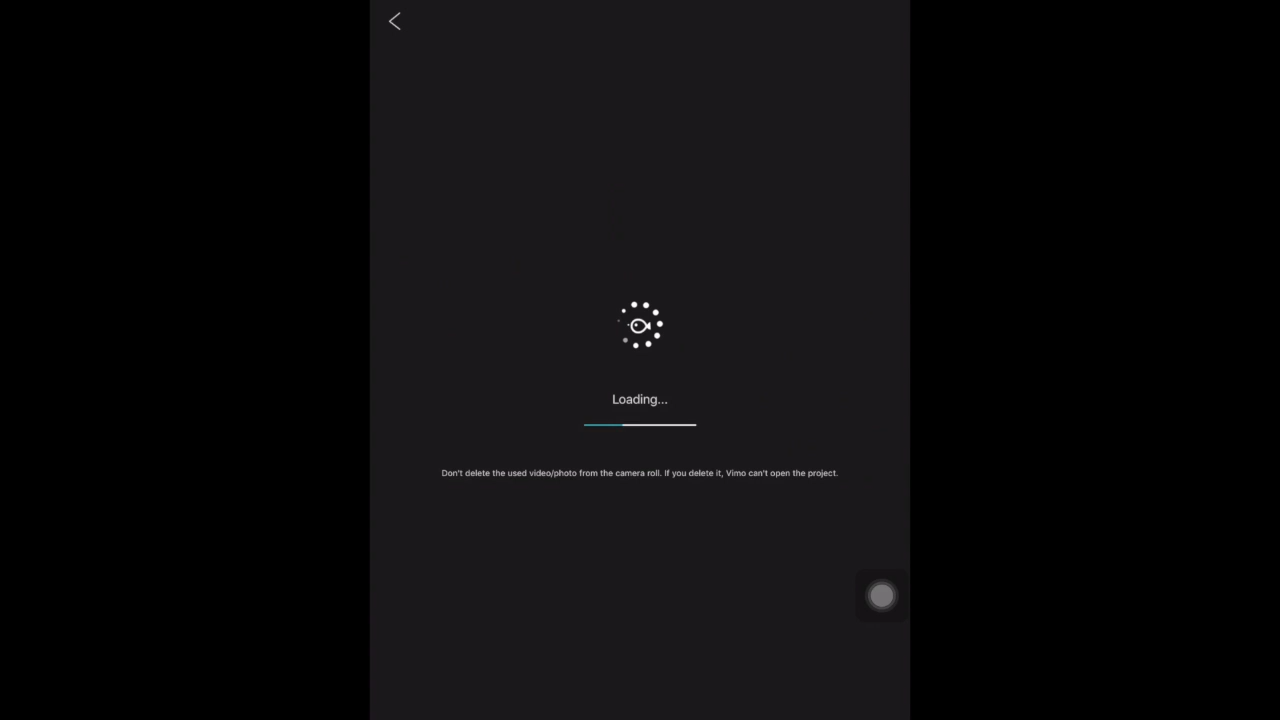 Loading...
Don't delete the used video/photo from the camera roll. If you delete it, Vimo can't open the project.